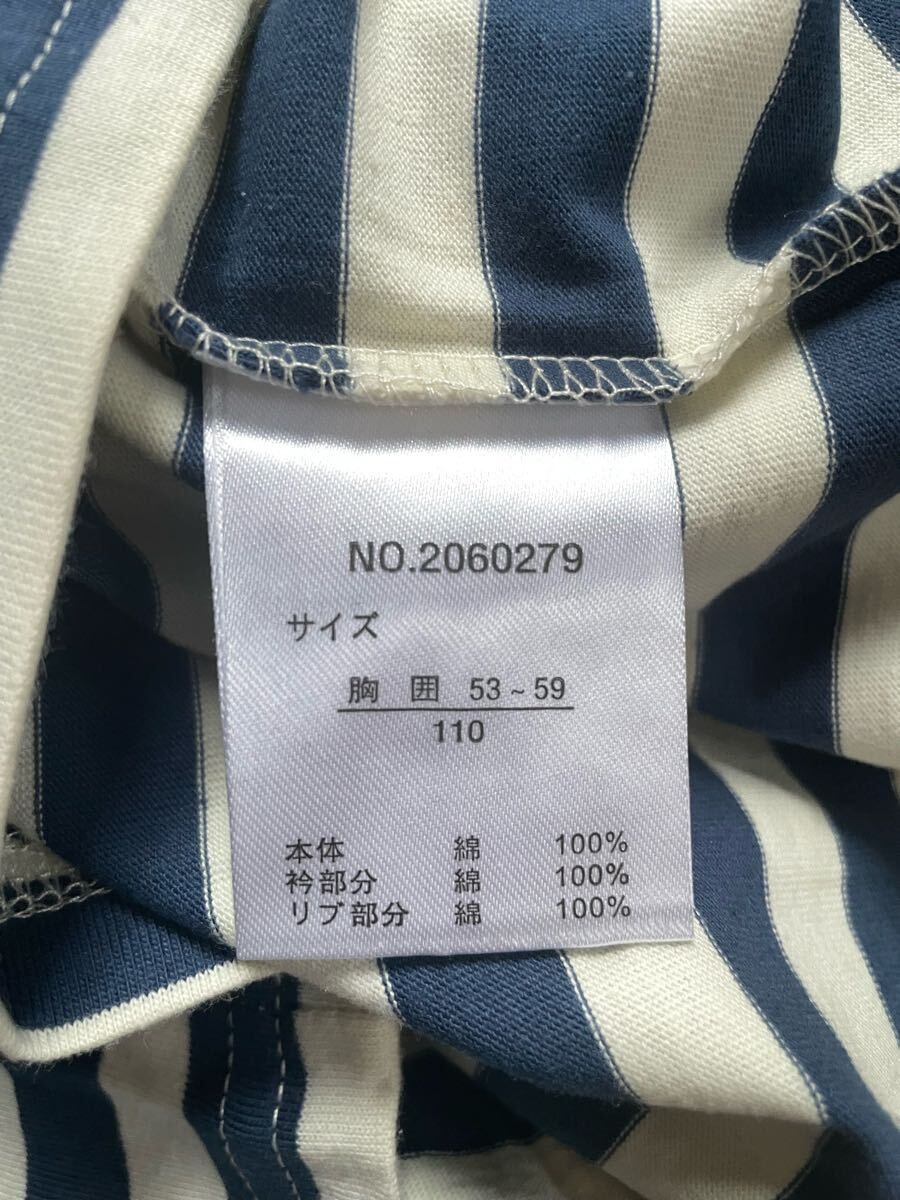 NO.2060279
サイズ
胸 囲 53~59
110
本体 綿 100%
衿部分 綿 100%
リブ部分 綿 100%